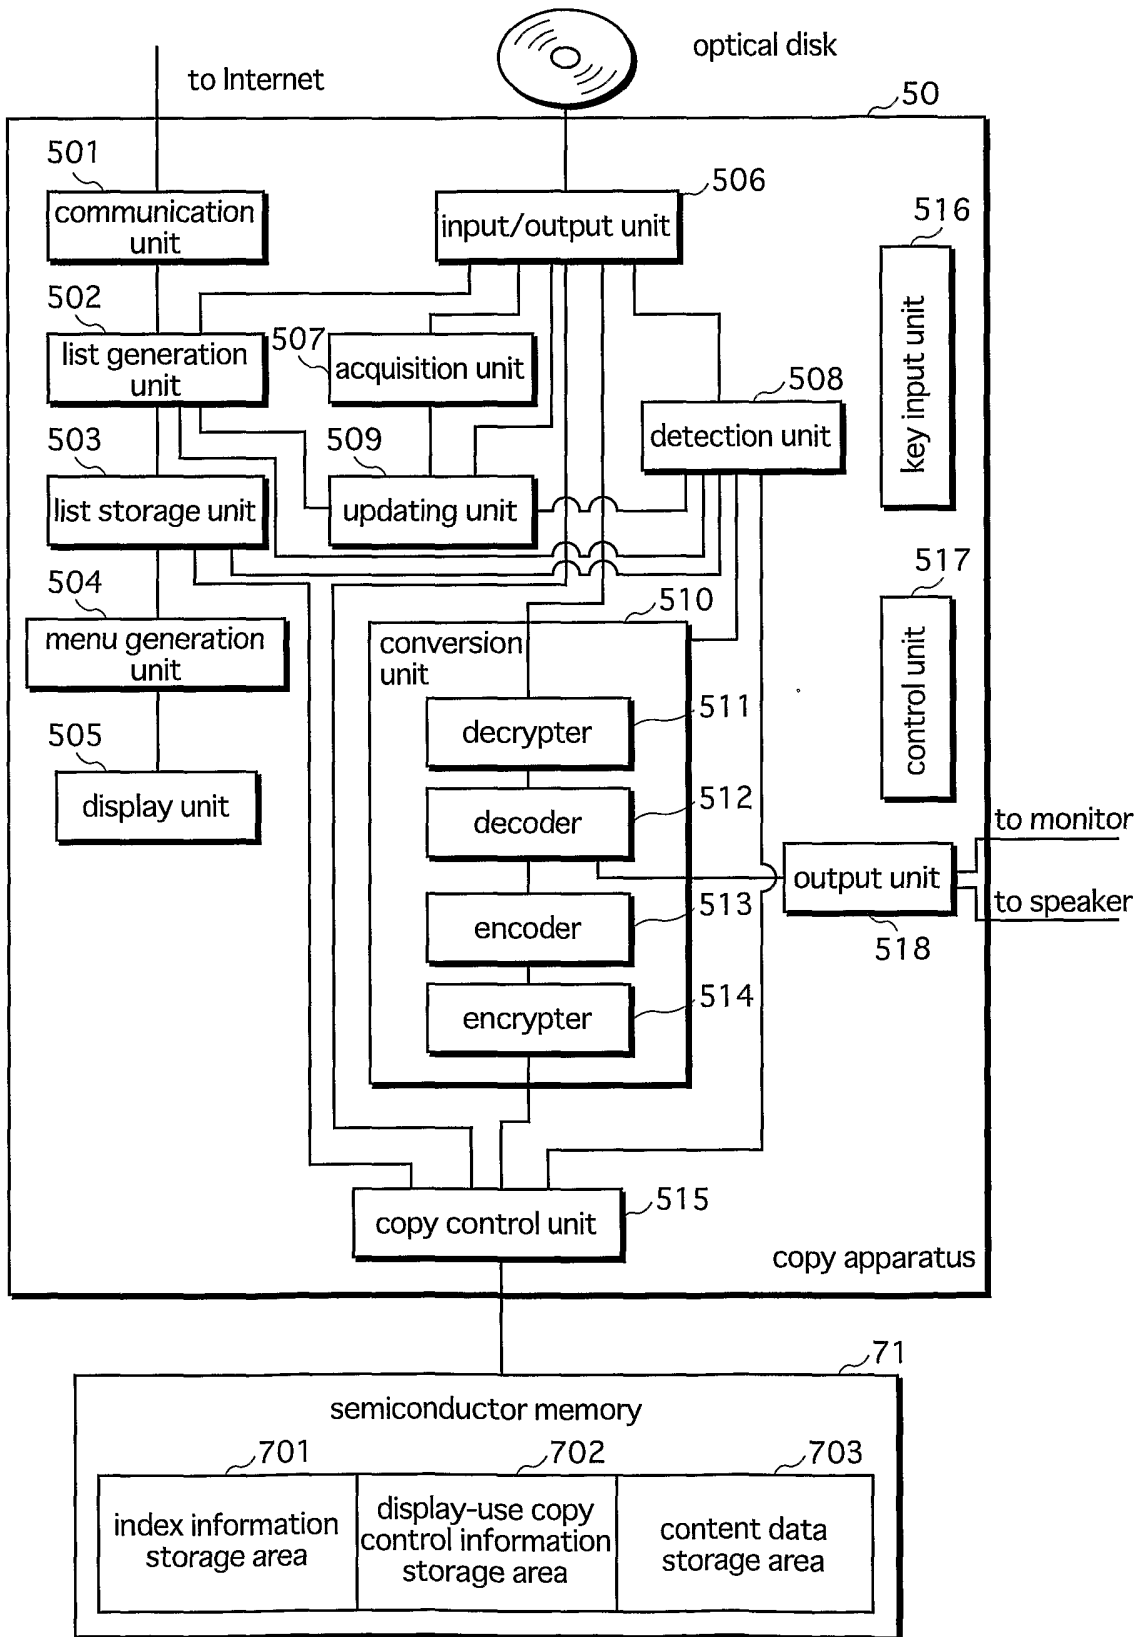 optical disk
to Internet
50
501
communication
unit
506
input/output unit
516
key input unit
502
list generation
unit
507
acquisition unit
508
detection unit
503
list storage unit
509
updating unit
504
menu generation
unit
510
conversion
unit
517
control unit
505
display unit
511
decrypter
512
decoder
to monitor
output unit
518
to speaker
513
encoder
514
encrypter
515
copy control unit
copy apparatus
71
semiconductor memory
701
index information
storage area
702
display-use copy
control information
storage area
703
content data
storage area